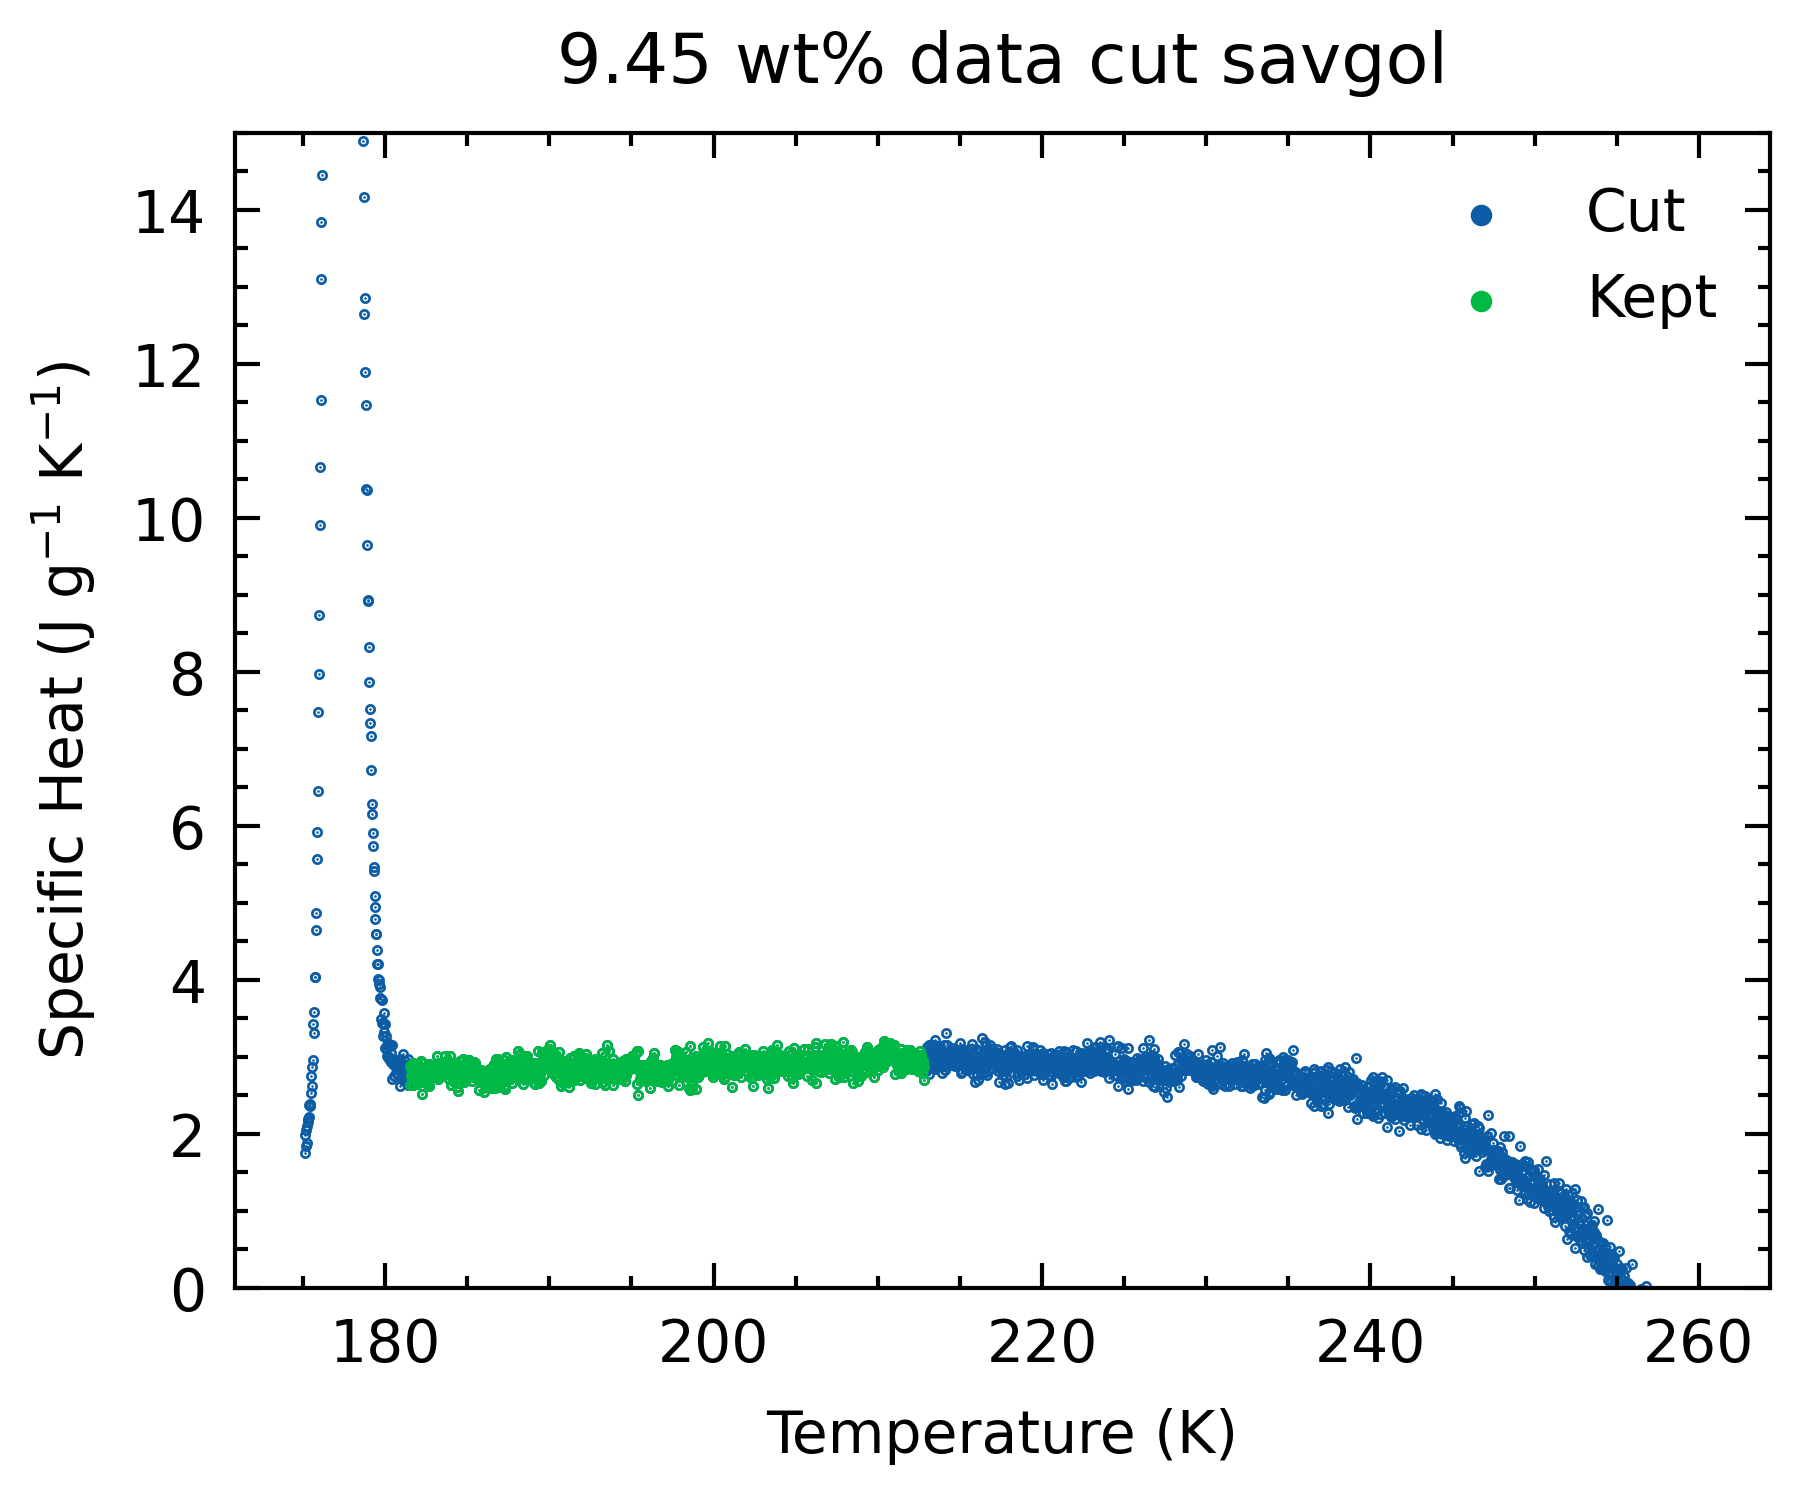 9.45 wt% data cut savgol
Cut
Kept
Specific Heat (J g⁻¹ K⁻¹)
14
12
10
8
6
4
2
0
180 200 220 240 260
Temperature (K)